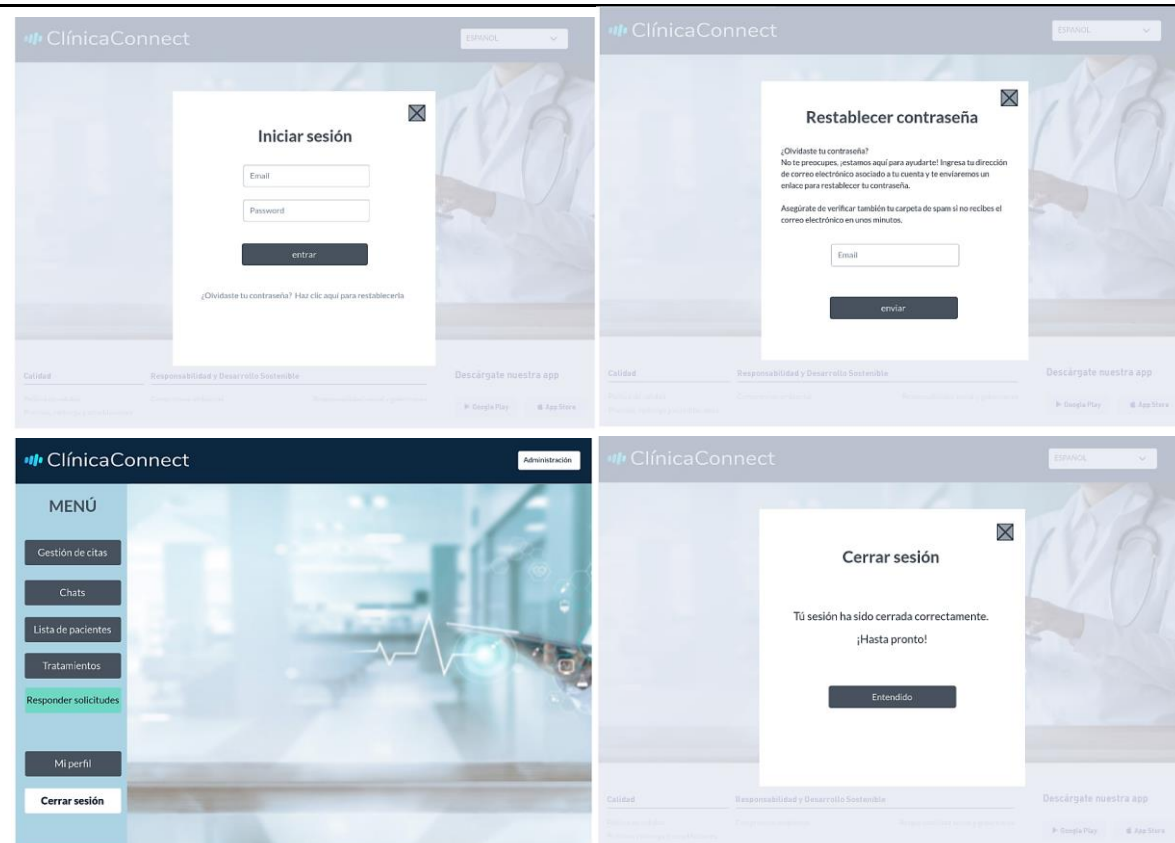 ClínicaConnect
ESPAÑOL
Iniciar sesión
Email
Password
entrar
¿Olvidaste tu contraseña? Haz clic aquí para restablecerla
Calidad
Responsabilidad y Desarrollo Sostenible
Descárgate nuestra app
Google Play
App Store
ClínicaConnect
ESPAÑOL
Restablecer contraseña
¿Olvidaste tu contraseña?
No te preocupes, ¡estamos aquí para ayudarte! Ingresa tu dirección
de correo electrónico asociado a tu cuenta y te enviaremos un
enlace para restablecer tu contraseña.
Asegúrate de verificar también tu carpeta de spam si no recibes el
correo electrónico en unos minutos.
Email
enviar
Calidad
Responsabilidad y Desarrollo Sostenible
Descárgate nuestra app
Google Play
App Store
ClínicaConnect
Administración
MENÚ
Gestión de citas
Chats
Lista de pacientes
Tratamientos
Responder solicitudes
Mi perfil
Cerrar sesión
ClínicaConnect
ESPAÑOL
Cerrar sesión
Tú sesión ha sido cerrada correctamente.
¡Hasta pronto!
Entendido
Calidad
Responsabilidad y Desarrollo Sostenible
Descárgate nuestra app
Google Play
App Store